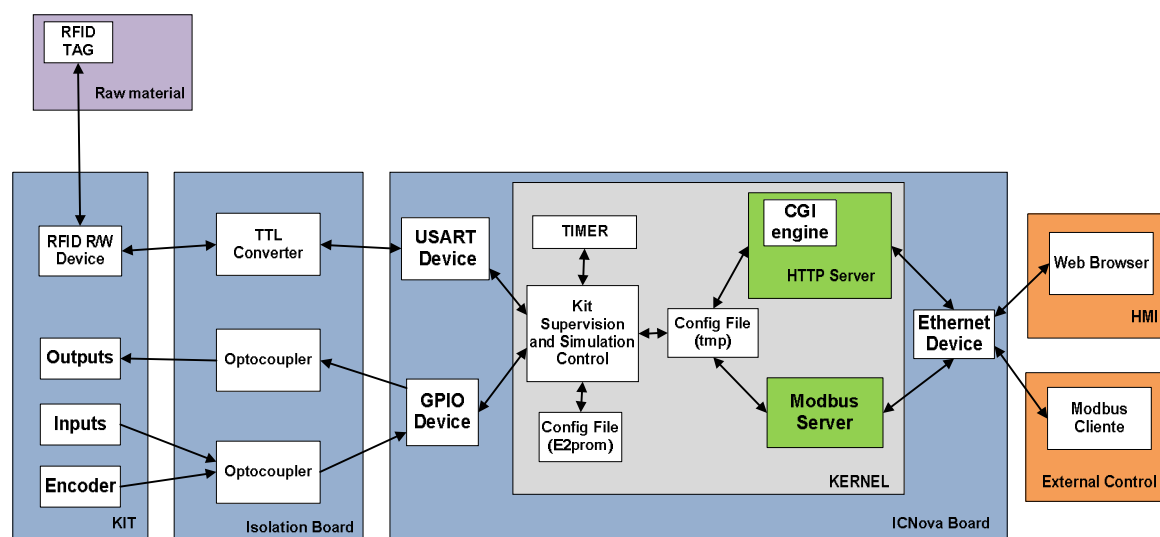 RFID
TAG
Raw material
RFID R/W
Device
Outputs
Inputs
Encoder
KIT
TTL
Converter
Optocoupler
Optocoupler
Isolation Board
USART
Device
GPIO
Device
TIMER
Kit
Supervision
and Simulation
Control
Config File
(E2prom)
Config File
(tmp)
CGI
engine
HTTP Server
Modbus
Server
KERNEL
Ethernet
Device
ICNova Board
Web Browser
HMI
Modbus
Cliente
External Control